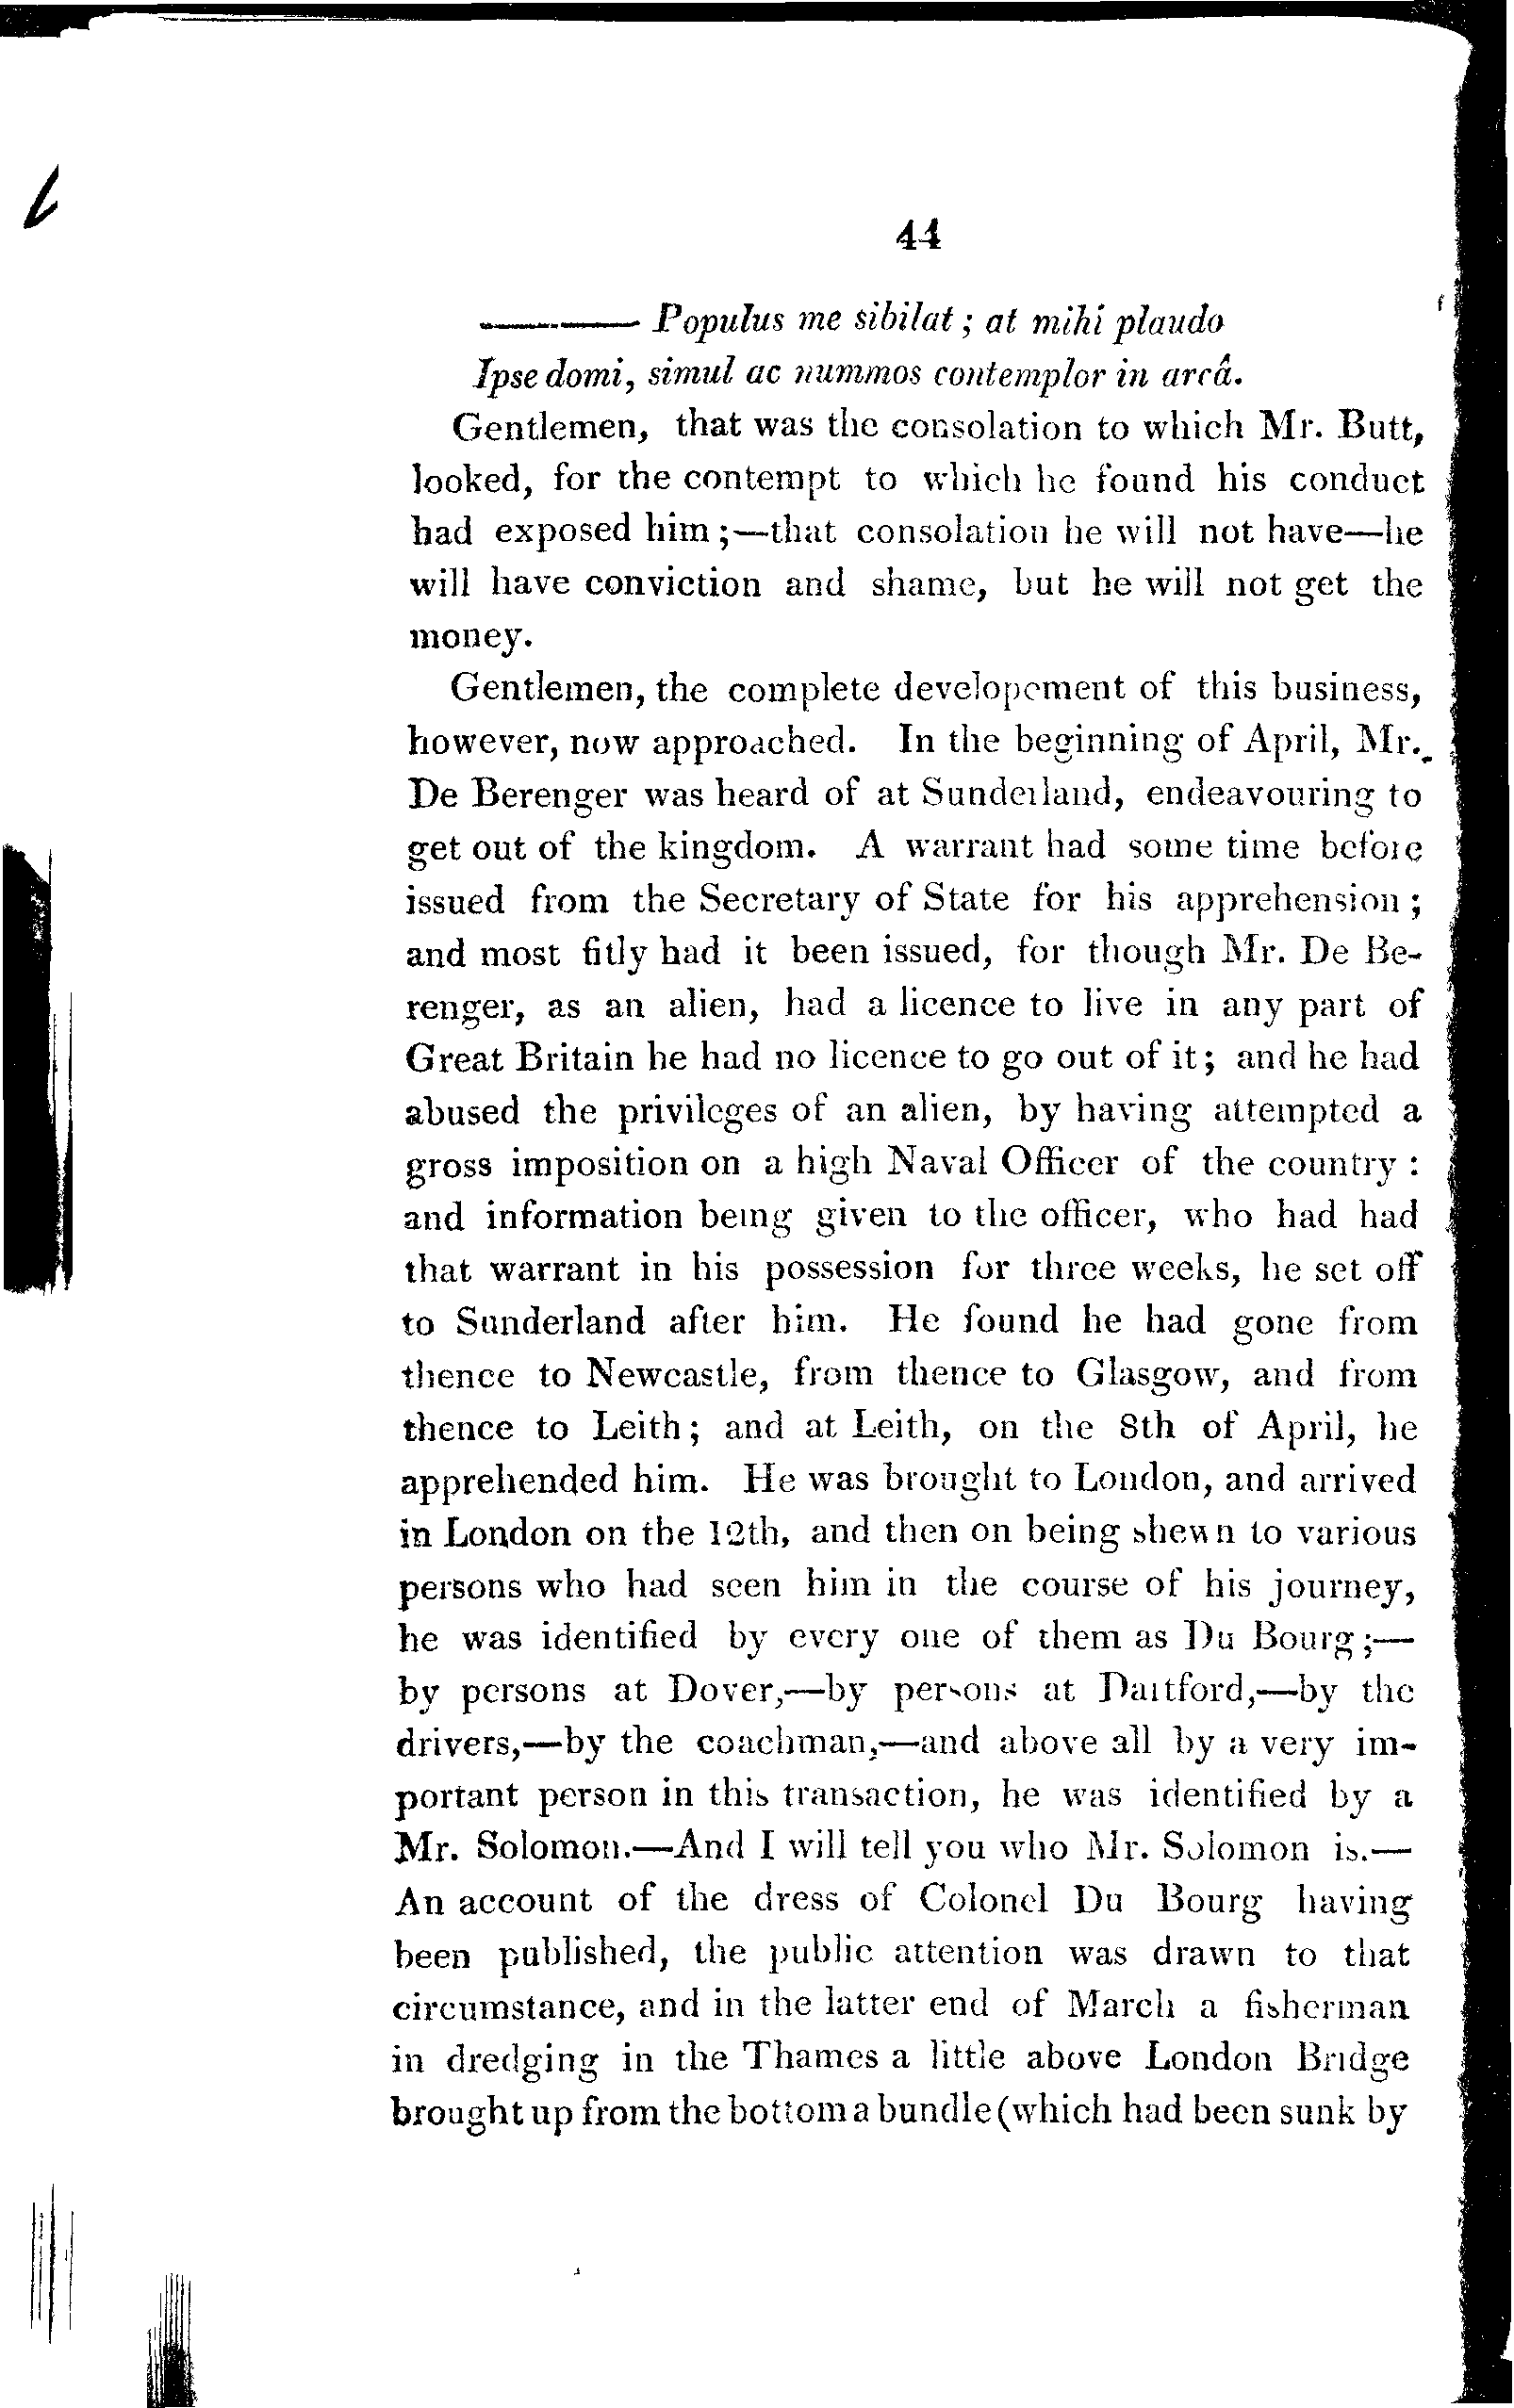 44
———— Populus me sibilat; at mihi plaudo
Ipse domi, simul ac nummos contemplor in arcâ.
Gentlemen, that was the consolation to which Mr. Butt,
looked, for the contempt to which he found his conduct
had exposed him;—that consolation he will not have—he
will have conviction and shame, but he will not get the
money.
Gentlemen, the complete developement of this business,
however, now approached. In the beginning of April, Mr.
De Berenger was heard of at Sunderland, endeavouring to
get out of the kingdom. A warrant had some time before
issued from the Secretary of State for his apprehension;
and most fitly had it been issued, for though Mr. De Be-
renger, as an alien, had a licence to live in any part of
Great Britain he had no licence to go out of it; and he had
abused the privileges of an alien, by having attempted a
gross imposition on a high Naval Officer of the country:
and information being given to the officer, who had had
that warrant in his possession for three weeks, he set off
to Sunderland after him. He found he had gone from
thence to Newcastle, from thence to Glasgow, and from
thence to Leith; and at Leith, on the 8th of April, he
apprehended him. He was brought to London, and arrived
in London on the 12th, and then on being shewn to various
persons who had seen him in the course of his journey,
he was identified by every one of them as Du Bourg;—
by persons at Dover,—by persons at Dartford,—by the
drivers,—by the coachman,—and above all by a very im-
portant person in this transaction, he was identified by a
Mr. Solomon.—And I will tell you who Mr. Solomon is.—
An account of the dress of Colonel Du Bourg having
been published, the public attention was drawn to that
circumstance, and in the latter end of March a fisherman
in dredging in the Thames a little above London Bridge
brought up from the bottom a bundle (which had been sunk by